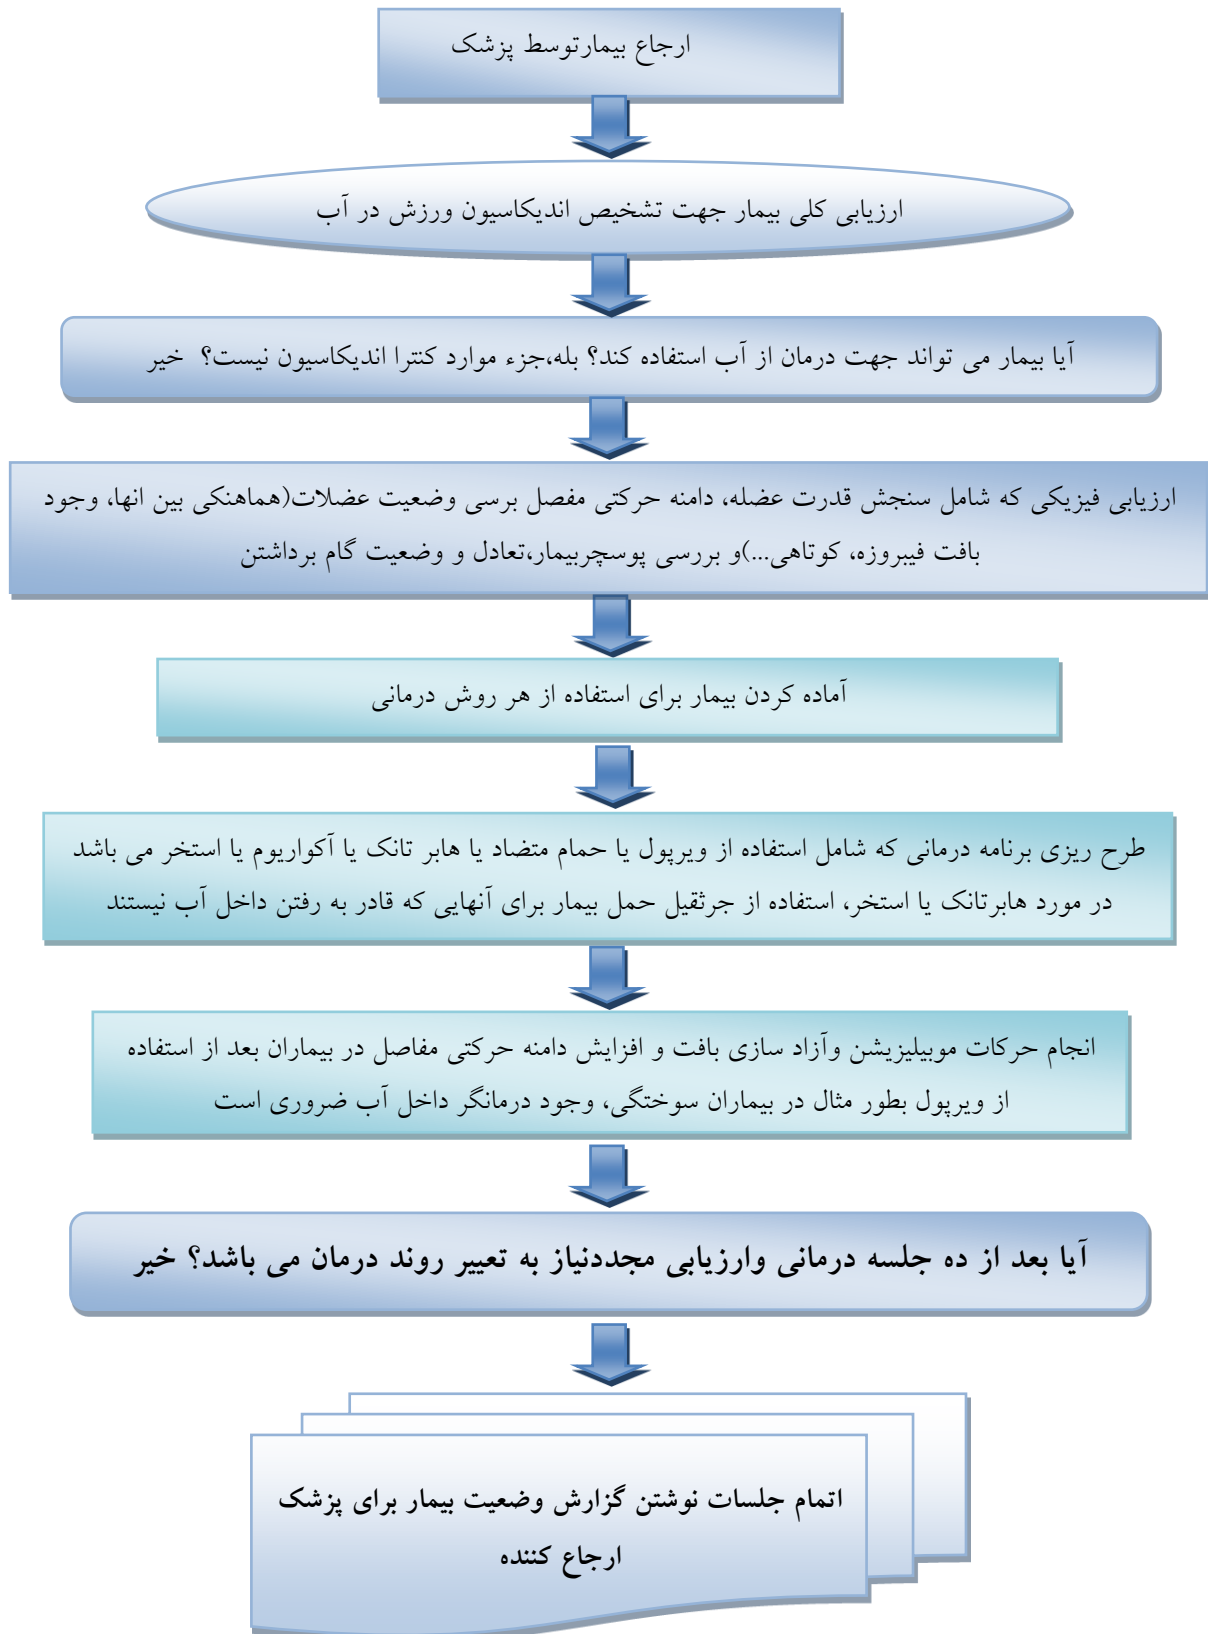 ارجاع بیمارتوسط پزشک
ارزیابی کلی بیمار جهت تشخیص اندیکاسیون ورزش در آب
آیا بیمار می تواند جهت درمان از آب استفاده کند؟ بله،جزء موارد کنترا اندیکاسیون نیست؟ خیر
ارزیابی فیزیکی که شامل سنجش قدرت عضله، دامنه حرکتی مفصل برسی وضعیت عضلات(هماهنکی بین انها، وجود
بافت فیبروزه، کوتاهی...)و بررسی پوسچربیمار،تعادل و وضعیت گام برداشتن
آماده کردن بیمار برای استفاده از هر روش درمانی
طرح ریزی برنامه درمانی که شامل استفاده از ویرپول یا حمام متضاد یا هابر تانک یا آکواریوم یا استخر می باشد
در مورد هابرتانک یا استخر، استفاده از جرثقیل حمل بیمار برای آنهایی که قادر به رفتن داخل آب نیستند
انجام حرکات موبیلیزیشن وآزاد سازی بافت و افزایش دامنه حرکتی مفاصل در بیماران بعد از استفاده
از ویرپول بطور مثال در بیماران سوختگی، وجود درمانگر داخل آب ضروری است
آیا بعد از ده جلسه درمانی وارزیابی مجددنیاز به تعییر روند درمان می باشد؟ خیر
اتمام جلسات نوشتن گزارش وضعیت بیمار برای پزشک
ارجاع کننده